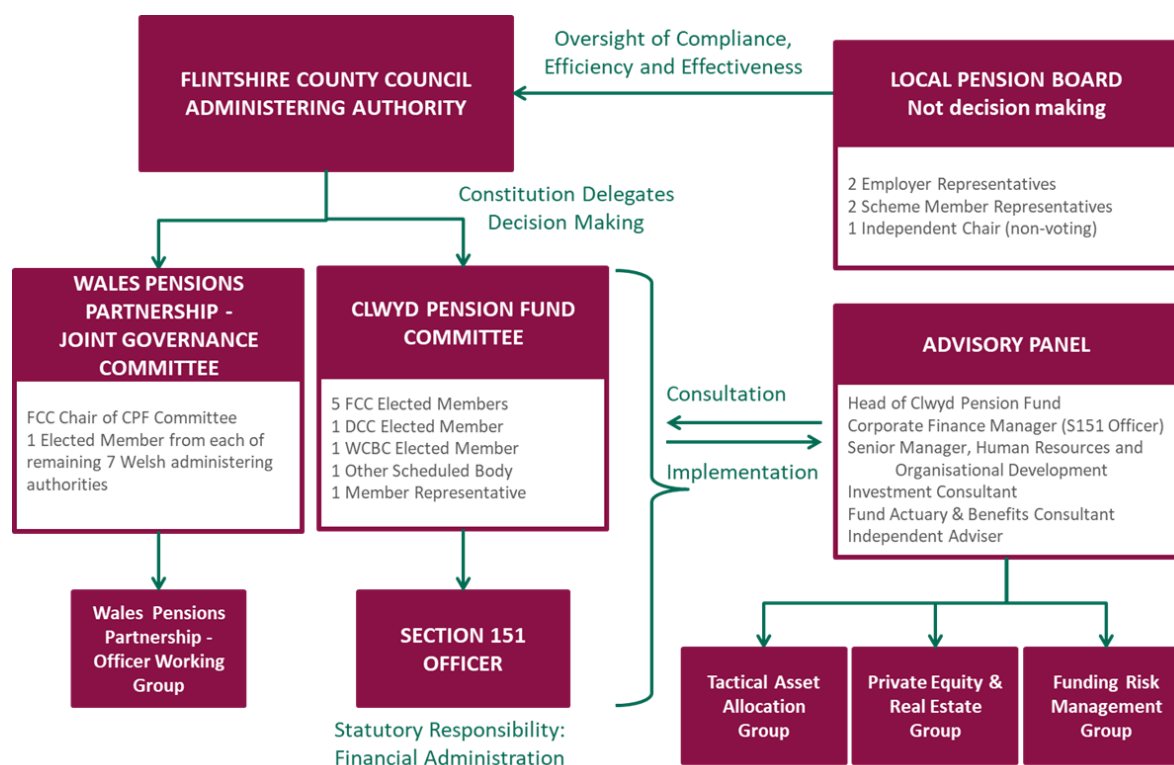 FLINTSHIRE COUNTY COUNCIL
ADMINISTERING AUTHORITY
Oversight of Compliance,
Efficiency and Effectiveness
LOCAL PENSION BOARD
Not decision making
2 Employer Representatives
2 Scheme Member Representatives
1 Independent Chair (non-voting)
Constitution Delegates
Decision Making
WALES PENSIONS
PARTNERSHIP -
JOINT GOVERNANCE
COMMITTEE
FCC Chair of CPF Committee
1 Elected Member from each of
remaining 7 Welsh administering
authorities
CLWYD PENSION FUND
COMMITTEE
5 FCC Elected Members
1 DCC Elected Member
1 WCBC Elected Member
1 Other Scheduled Body
1 Member Representative
Consultation
Implementation
ADVISORY PANEL
Head of Clwyd Pension Fund
Corporate Finance Manager (S151 Officer)
Senior Manager, Human Resources and
Organisational Development
Investment Consultant
Fund Actuary & Benefits Consultant
Independent Adviser
Wales Pensions
Partnership -
Officer Working
Group
SECTION 151
OFFICER
Statutory Responsibility:
Financial Administration
Tactical Asset
Allocation
Group
Private Equity &
Real Estate
Group
Funding Risk
Management
Group